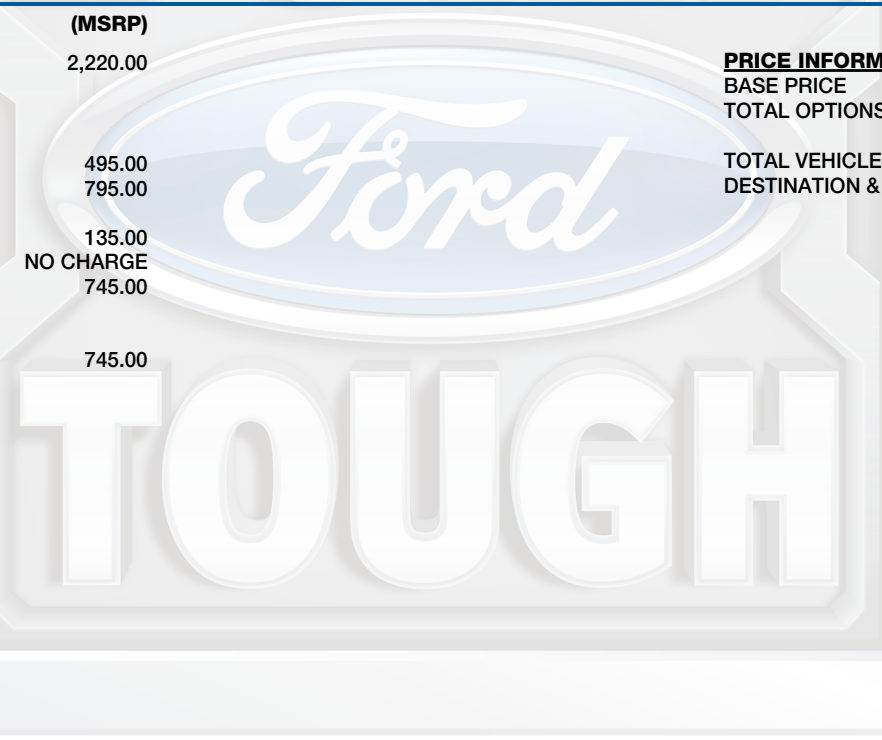 (MSRP)
2,220.00
495.00
795.00
135.00
NO CHARGE
745.00
745.00
PRICE INFORM
BASE PRICE
TOTAL OPTIONS
TOTAL VEHICLE
DESTINATION &
Ford
TOUGH